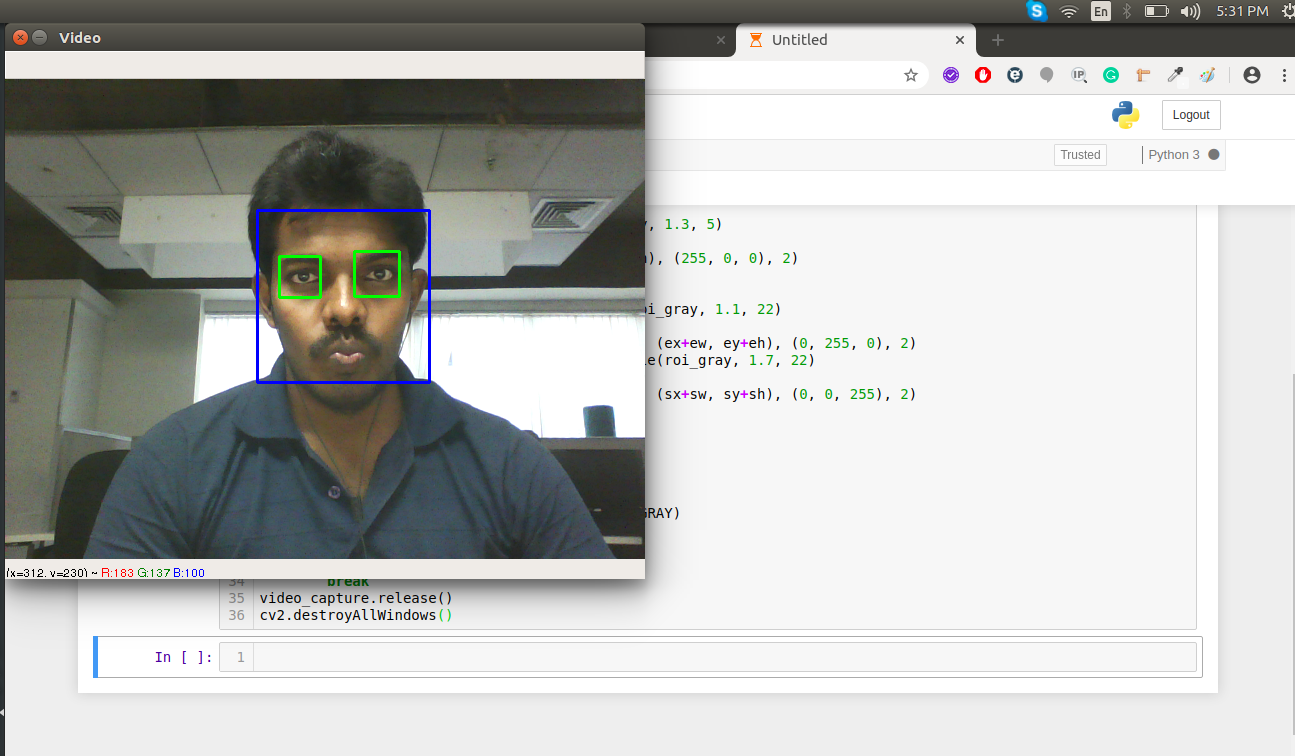 En
5:31 PM
Video
Untitled
IP
Logout
Trusted
Python 3
, 1.3, 5)
), (255, 0, 0), 2)
i_gray, 1.1, 22)
(ex+ew, ey+eh), (0, 255, 0), 2)
e(roi_gray, 1.7, 22)
(sx+sw, sy+sh), (0, 0, 255), 2)
GRAY)
(x=312, y=230) ~ R:183 G:137 B:100
34 break
35 video_capture.release()
36 cv2.destroyAllWindows()
In [ ]: 1